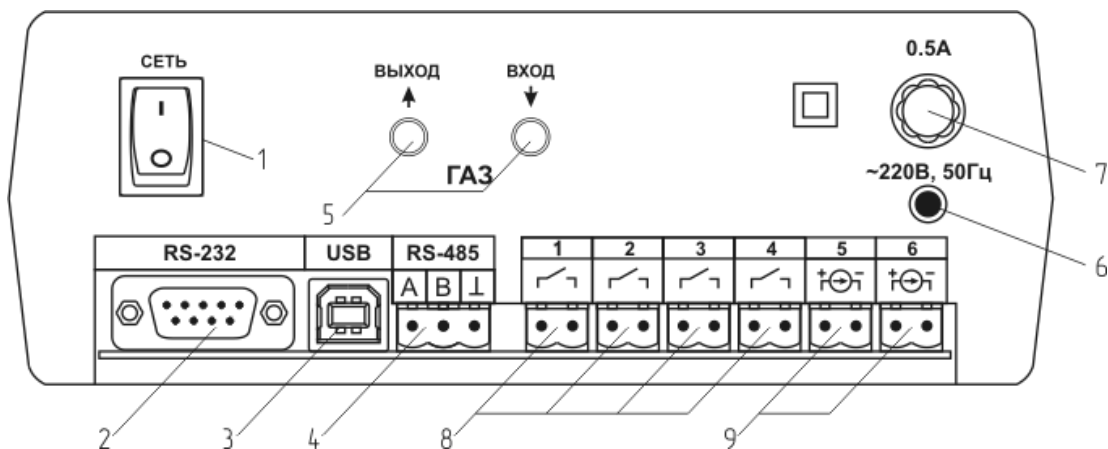 СЕТЬ
ВЫХОД
ВХОД
0.5А
1
ГАЗ
7
~220В, 50Гц
5
6
RS-232
USB
RS-485
1
2
3
4
5
6
A
B
2
3
4
8
9